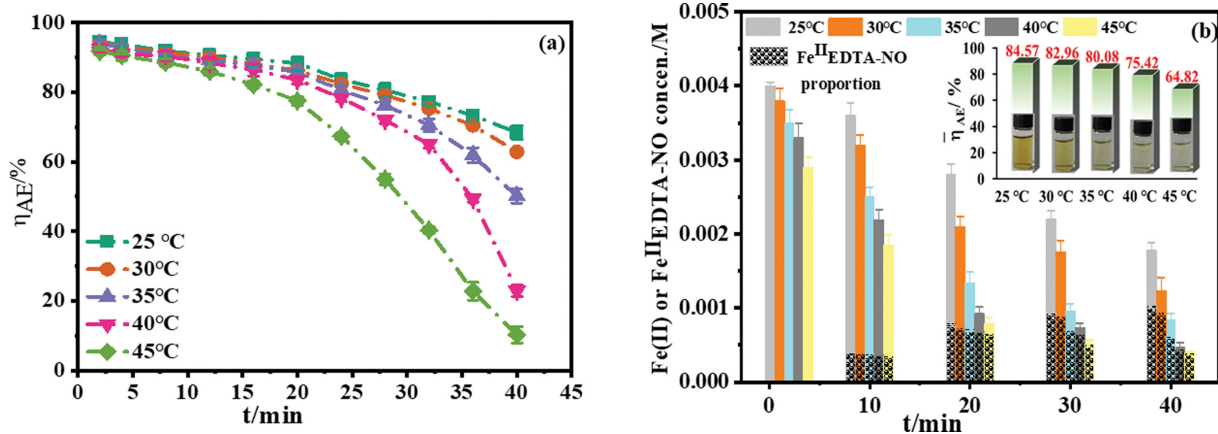 (a)
100
80
60
40
20
0
η_AE/%
25 °C
30°C
35°C
40°C
45°C
0 5 10 15 20 25 30 35 40 45
t/min
(b)
0.005
0.004
0.003
0.002
0.001
0.000
Fe(II) or Fe^II EDTA-NO concen./M
25°C 30°C 35°C 40°C 45°C
Fe^II EDTA-NO
proportion
100
80
60
40
20
0
η̄ AE/ %
84.57 82.96 80.08 75.42 64.82
25 °C 30 °C 35 °C 40 °C 45 °C
0 10 20 30 40
t/min